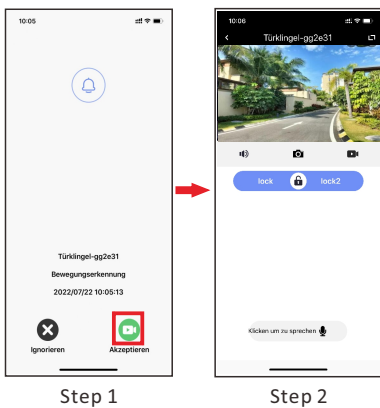 10:05
Türklingel-gg2e31
Bewegungserkennung
2022/07/22 10:05:13
Ignorieren
Akzeptieren
Step 1
10:06
Türklingel-gg2e31
lock
lock2
Klicken um zu sprechen
Step 2